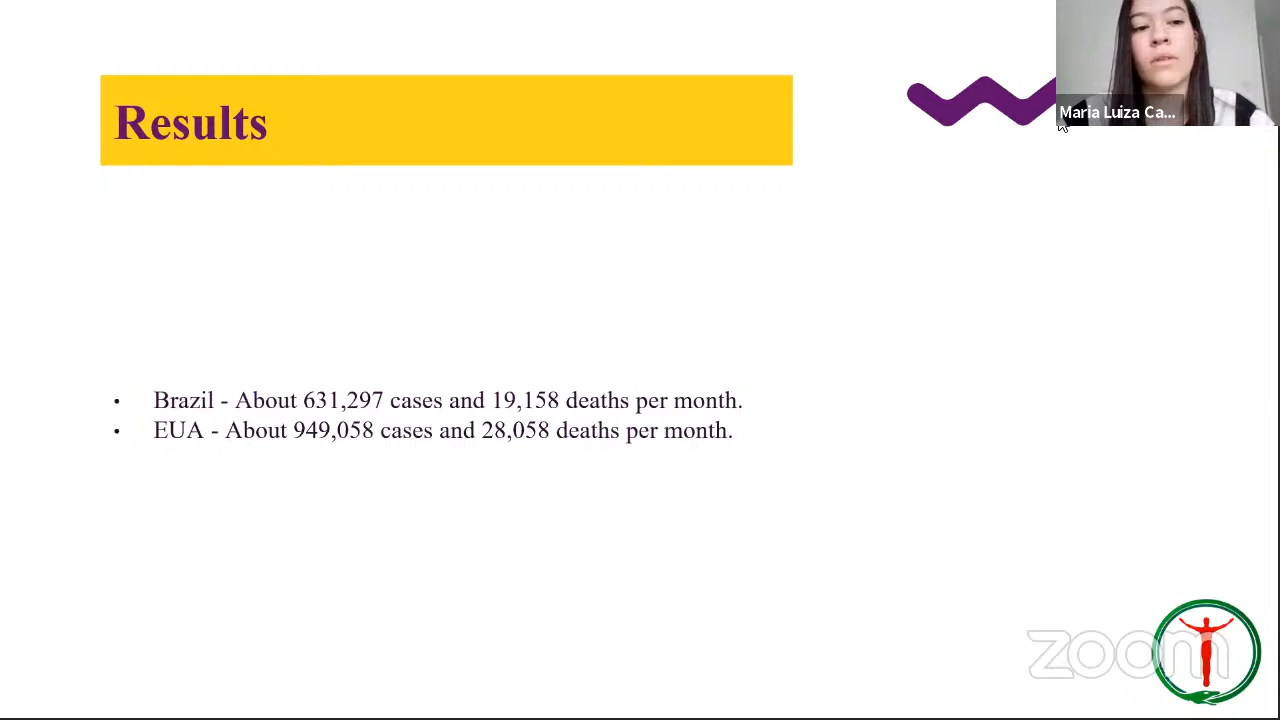 Maria Luiza Ca...
Results
• Brazil - About 631,297 cases and 19,158 deaths per month.
• EUA - About 949,058 cases and 28,058 deaths per month.
zoom